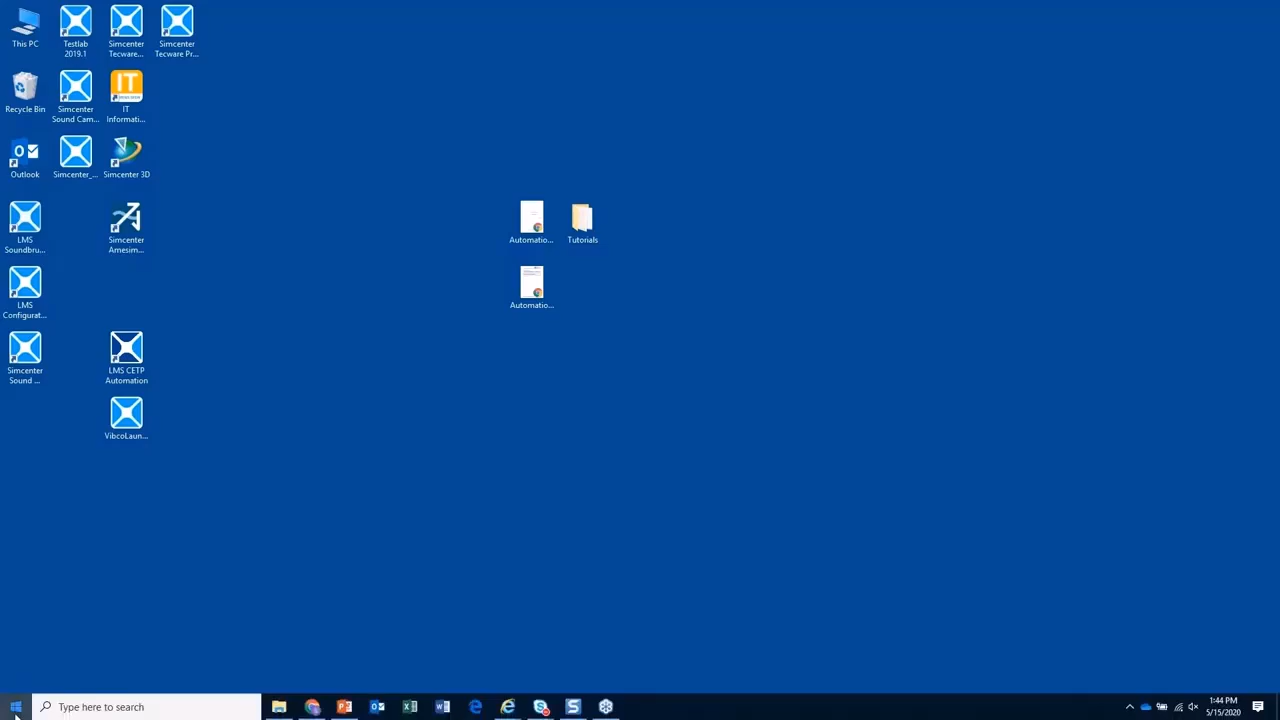 This PC
Testlab
2019.1
Simcenter
Tecware...
Simcenter
Tecware Pr...
Recycle Bin
Simcenter
Sound Cam...
IT
IT
Informati...
Outlook
Simcenter_...
Simcenter 3D
LMS
Soundbru...
Simcenter
Amesim...
Automatio...
Tutorials
LMS
Configurat...
Automatio...
Simcenter
Sound ...
LMS CETP
Automation
VibcoLaun...
Type here to search
1:44 PM
5/15/2020